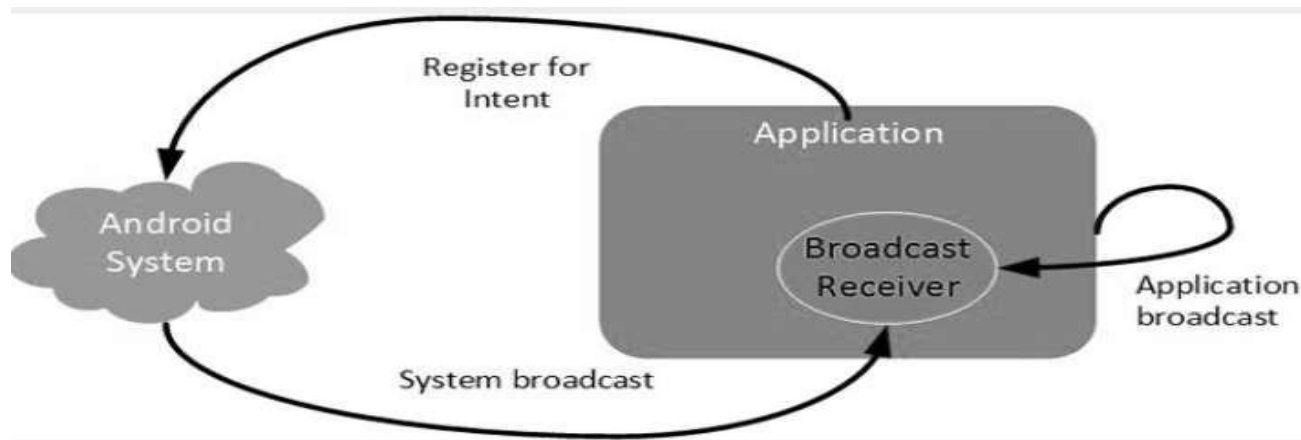 Register for
Intent
Application
Android
System
Broadcast
Receiver
Application
broadcast
System broadcast